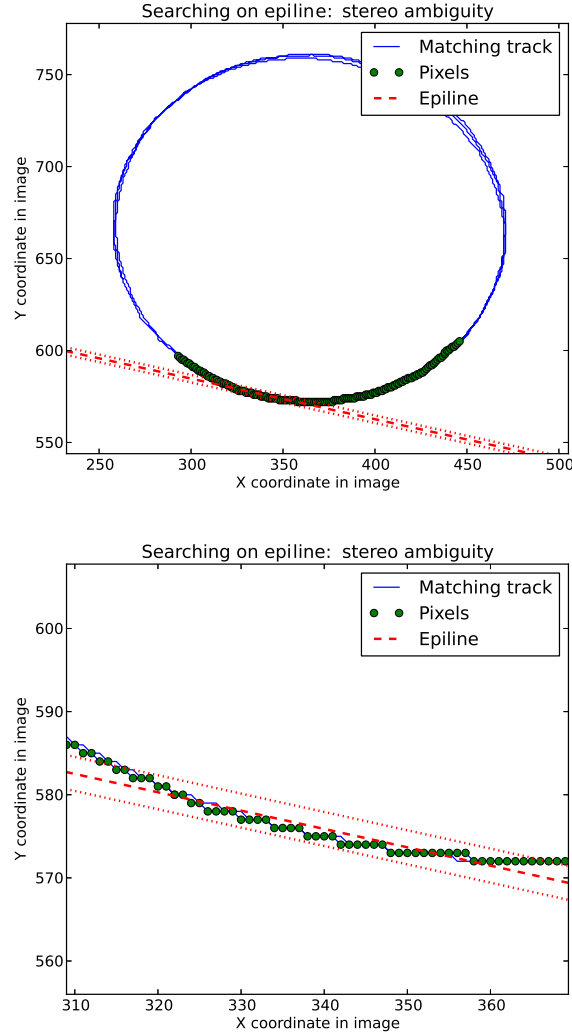 Searching on epiline: stereo ambiguity
Matching track
Pixels
Epiline
750
700
650
600
550
Y coordinate in image
250 300 350 400 450 500
X coordinate in image
Searching on epiline: stereo ambiguity
Matching track
Pixels
Epiline
600
590
580
570
560
Y coordinate in image
310 320 330 340 350 360
X coordinate in image